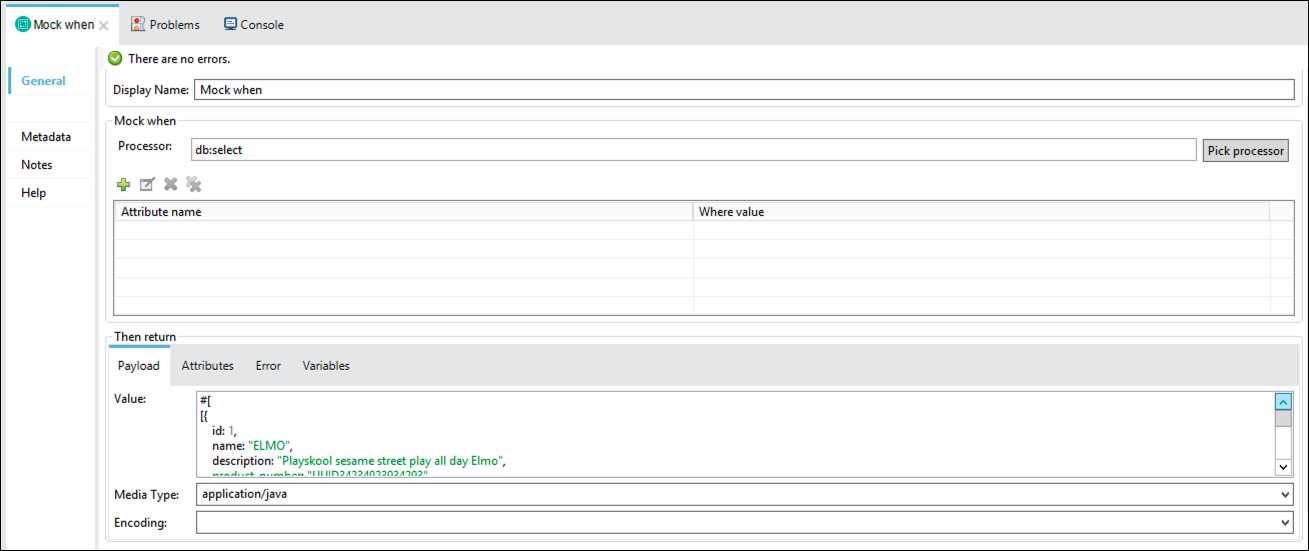 Mock when
Problems
Console
There are no errors.
General
Display Name: Mock when
Mock when
Metadata
Processor: db:select Pick processor
Notes
Help
Attribute name Where value
Then return
Payload Attributes Error Variables
Value: #[
[{
id: 1,
name: "ELMO",
description: "Playskool sesame street play all day Elmo",
product_number: "UUID34234923934293"
Media Type: application/java
Encoding: